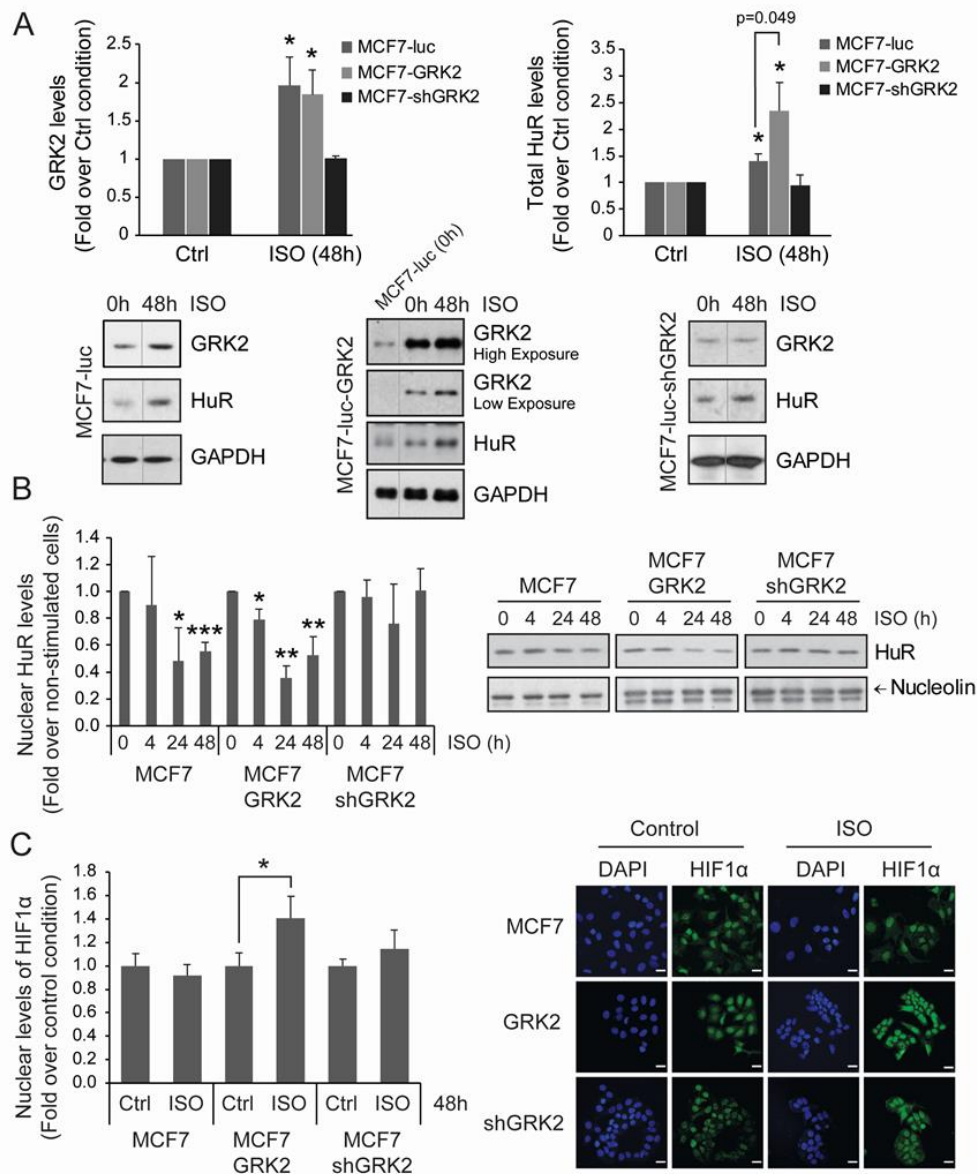 A
GRK2 levels
(Fold over Ctrl condition)
2.5
2
1.5
1
0.5
0
* *
MCF7-luc
MCF7-GRK2
MCF7-shGRK2
Ctrl ISO (48h)
Total HuR levels
(Fold over Ctrl condition)
4
3.5
3
2.5
2
1.5
1
0.5
0
p=0.049
* *
MCF7-luc
MCF7-GRK2
MCF7-shGRK2
Ctrl ISO (48h)
MCF7-luc
0h 48h ISO
GRK2
HuR
GAPDH
MCF7-luc-GRK2
MCF7-luc (0h)
0h 48h ISO
GRK2
High Exposure
GRK2
Low Exposure
HuR
GAPDH
MCF7-luc-shGRK2
0h 48h ISO
GRK2
HuR
GAPDH
B
Nuclear HuR levels
(Fold over non-stimulated cells)
1.4
1.2
1.0
0.8
0.6
0.4
0.2
0.0
* *** * ** **
0 4 24 48 0 4 24 48 0 4 24 48 ISO (h)
MCF7 MCF7 MCF7
GRK2 shGRK2
MCF7 MCF7 MCF7
GRK2 shGRK2
0 4 24 48 0 4 24 48 0 4 24 48
ISO (h)
HuR
← Nucleolin
C
Nuclear levels of HIF1α
(Fold over control condition)
1.8
1.6
1.4
1.2
1.0
0.8
0.6
0.4
0.2
0.0
*
Ctrl ISO Ctrl ISO Ctrl ISO 48h
MCF7 MCF7 MCF7
GRK2 shGRK2
Control ISO
DAPI HIF1α DAPI HIF1α
MCF7
GRK2
shGRK2